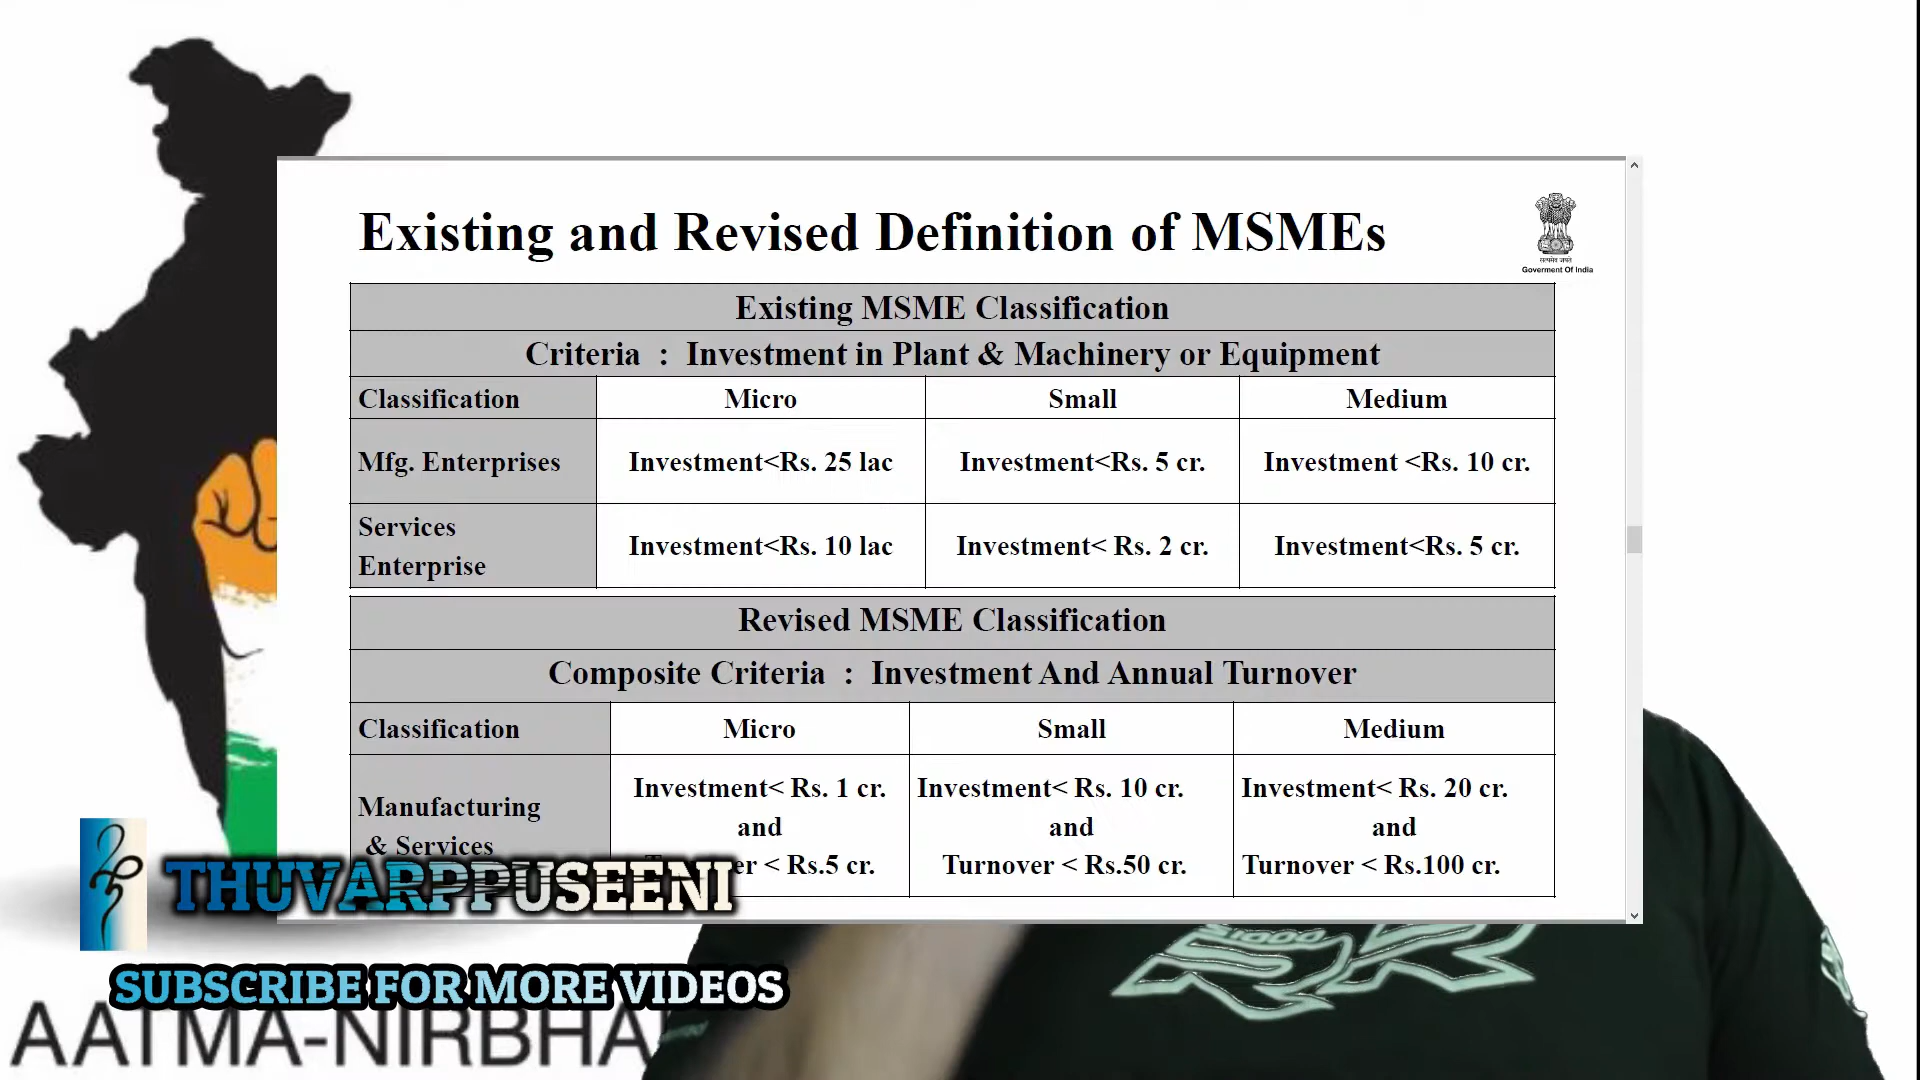 Existing and Revised Definition of MSMEs
सत्यमेव जयते
Goverment Of India
Existing MSME Classification
Criteria : Investment in Plant & Machinery or Equipment
Classification Micro Small Medium
Mfg. Enterprises Investment<Rs. 25 lac Investment<Rs. 5 cr. Investment <Rs. 10 cr.
Services Enterprise Investment<Rs. 10 lac Investment< Rs. 2 cr. Investment<Rs. 5 cr.
Revised MSME Classification
Composite Criteria : Investment And Annual Turnover
Classification Micro Small Medium
Manufacturing & Services
Investment< Rs. 1 cr. Investment< Rs. 10 cr. Investment< Rs. 20 cr.
and and and
< Rs.5 cr. Turnover < Rs.50 cr. Turnover < Rs.100 cr.
THUVARPPUSEENI
SUBSCRIBE FOR MORE VIDEOS
AATMA-NIRBHA